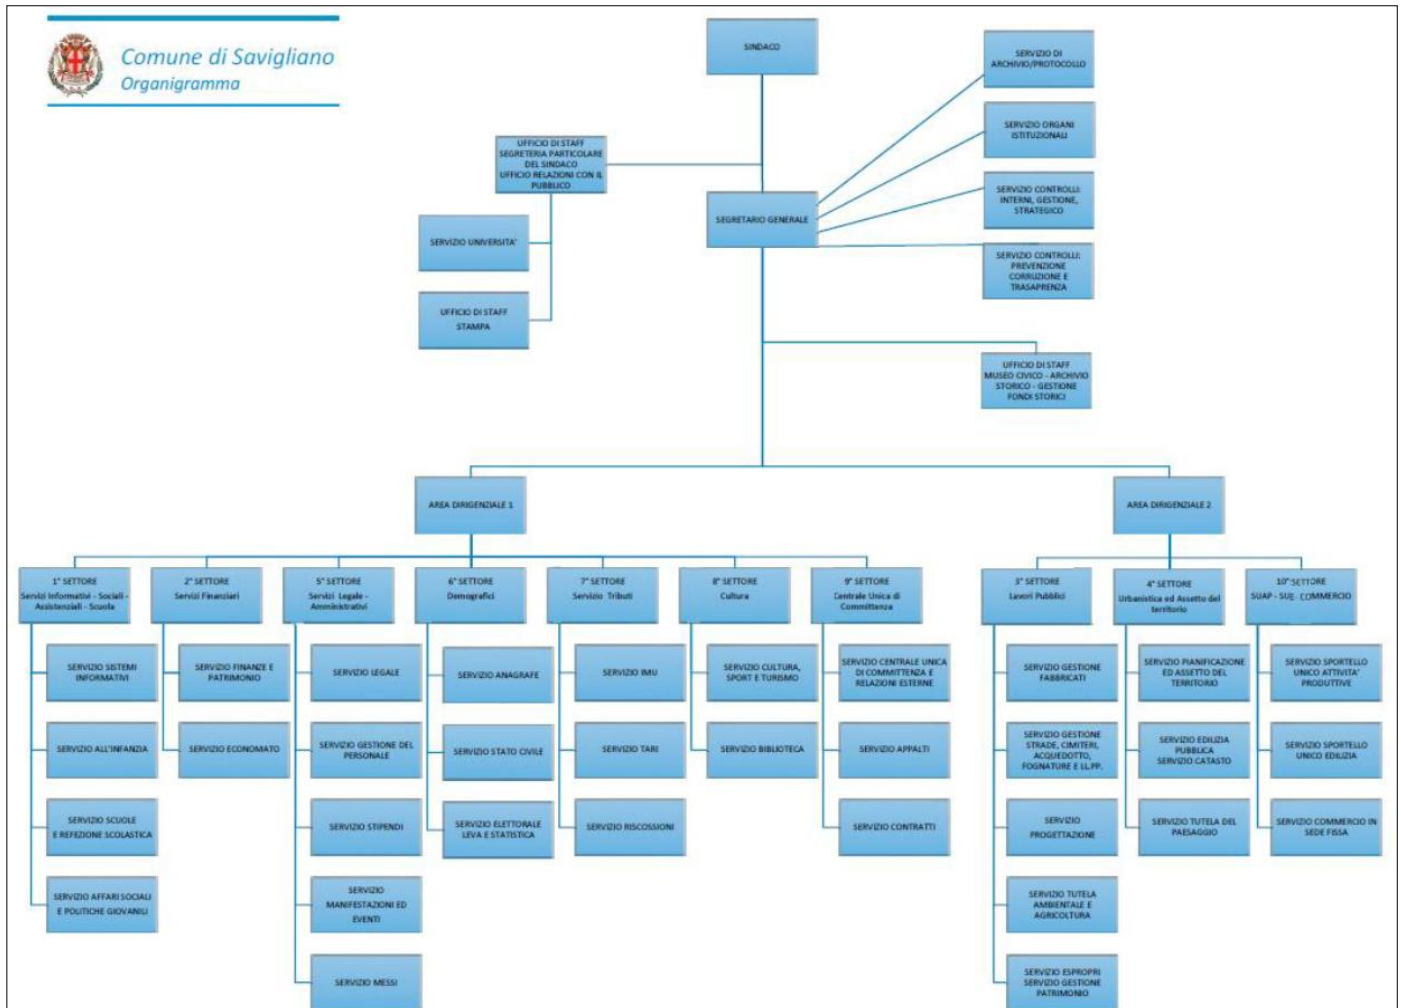 Comune di Savigliano
Organigramma
SINDACO
SERVIZIO DI
ARCHIVIO/PROTOCOLLO
SERVIZIO ORGANI
ISTITUZIONALI
SERVIZIO CONTROLLI:
INTERNI, GESTIONE,
STRATEGICO
SERVIZIO CONTROLLI:
PREVENZIONE
CORRUZIONE E
TRASAPRENZA
UFFICIO DI STAFF
SEGRETERIA PARTICOLARE
DEL SINDACO
UFFICIO RELAZIONI CON IL
PUBBLICO
SEGRETARIO GENERALE
SERVIZIO UNIVERSITA'
UFFICIO DI STAFF
STAMPA
UFFICIO DI STAFF
MUSEO CIVICO - ARCHIVIO
STORICO - GESTIONE
FONDI STORICI
AREA DIRIGENZIALE 1
AREA DIRIGENZIALE 2
1° SETTORE
Servizi Informativi - Sociali -
Assistenziali - Scuola
SERVIZIO SISTEMI
INFORMATIVI
SERVIZIO ALL'INFANZIA
SERVIZIO SCUOLE
E REFEZIONE SCOLASTICA
SERVIZIO AFFARI SOCIALI
E POLITICHE GIOVANILI
2° SETTORE
Servizi Finanziari
SERVIZIO FINANZE E
PATRIMONIO
SERVIZIO ECONOMATO
5° SETTORE
Servizi Legale -
Amministrativi
SERVIZIO LEGALE
SERVIZIO GESTIONE DEL
PERSONALE
SERVIZIO STIPENDI
SERVIZIO
MANIFESTAZIONI ED
EVENTI
SERVIZIO MESSI
6° SETTORE
Demografici
SERVIZIO ANAGRAFE
SERVIZIO STATO CIVILE
SERVIZIO ELETTORALE
LEVA E STATISTICA
7° SETTORE
Servizio Tributi
SERVIZIO IMU
SERVIZIO TARI
SERVIZIO RISCOSSIONI
8° SETTORE
Cultura
SERVIZIO CULTURA,
SPORT E TURISMO
SERVIZIO BIBLIOTECA
9° SETTORE
Centrale Unica di
Committenza
SERVIZIO CENTRALE UNICA
DI COMMITTENZA E
RELAZIONI ESTERNE
SERVIZIO APPALTI
SERVIZIO CONTRATTI
3° SETTORE
Lavori Pubblici
SERVIZIO GESTIONE
FABBRICATI
SERVIZIO GESTIONE
STRADE, CIMITERI,
ACQUEDOTTO,
FOGNATURE E LL.PP.
SERVIZIO
PROGETTAZIONE
SERVIZIO TUTELA
AMBIENTALE E
AGRICOLTURA
SERVIZIO ESPROPRI
SERVIZIO GESTIONE
PATRIMONIO
4° SETTORE
Urbanistica ed Assetto del
territorio
SERVIZIO PIANIFICAZIONE
ED ASSETTO DEL
TERRITORIO
SERVIZIO EDILIZIA
PUBBLICA
SERVIZIO CATASTO
SERVIZIO TUTELA DEL
PAESAGGIO
10° SETTORE
SUAP - SUE- COMMERCIO
SERVIZIO SPORTELLO
UNICO ATTIVITA'
PRODUTTIVE
SERVIZIO SPORTELLO
UNICO EDILIZIA
SERVIZIO COMMERCIO IN
SEDE FISSA